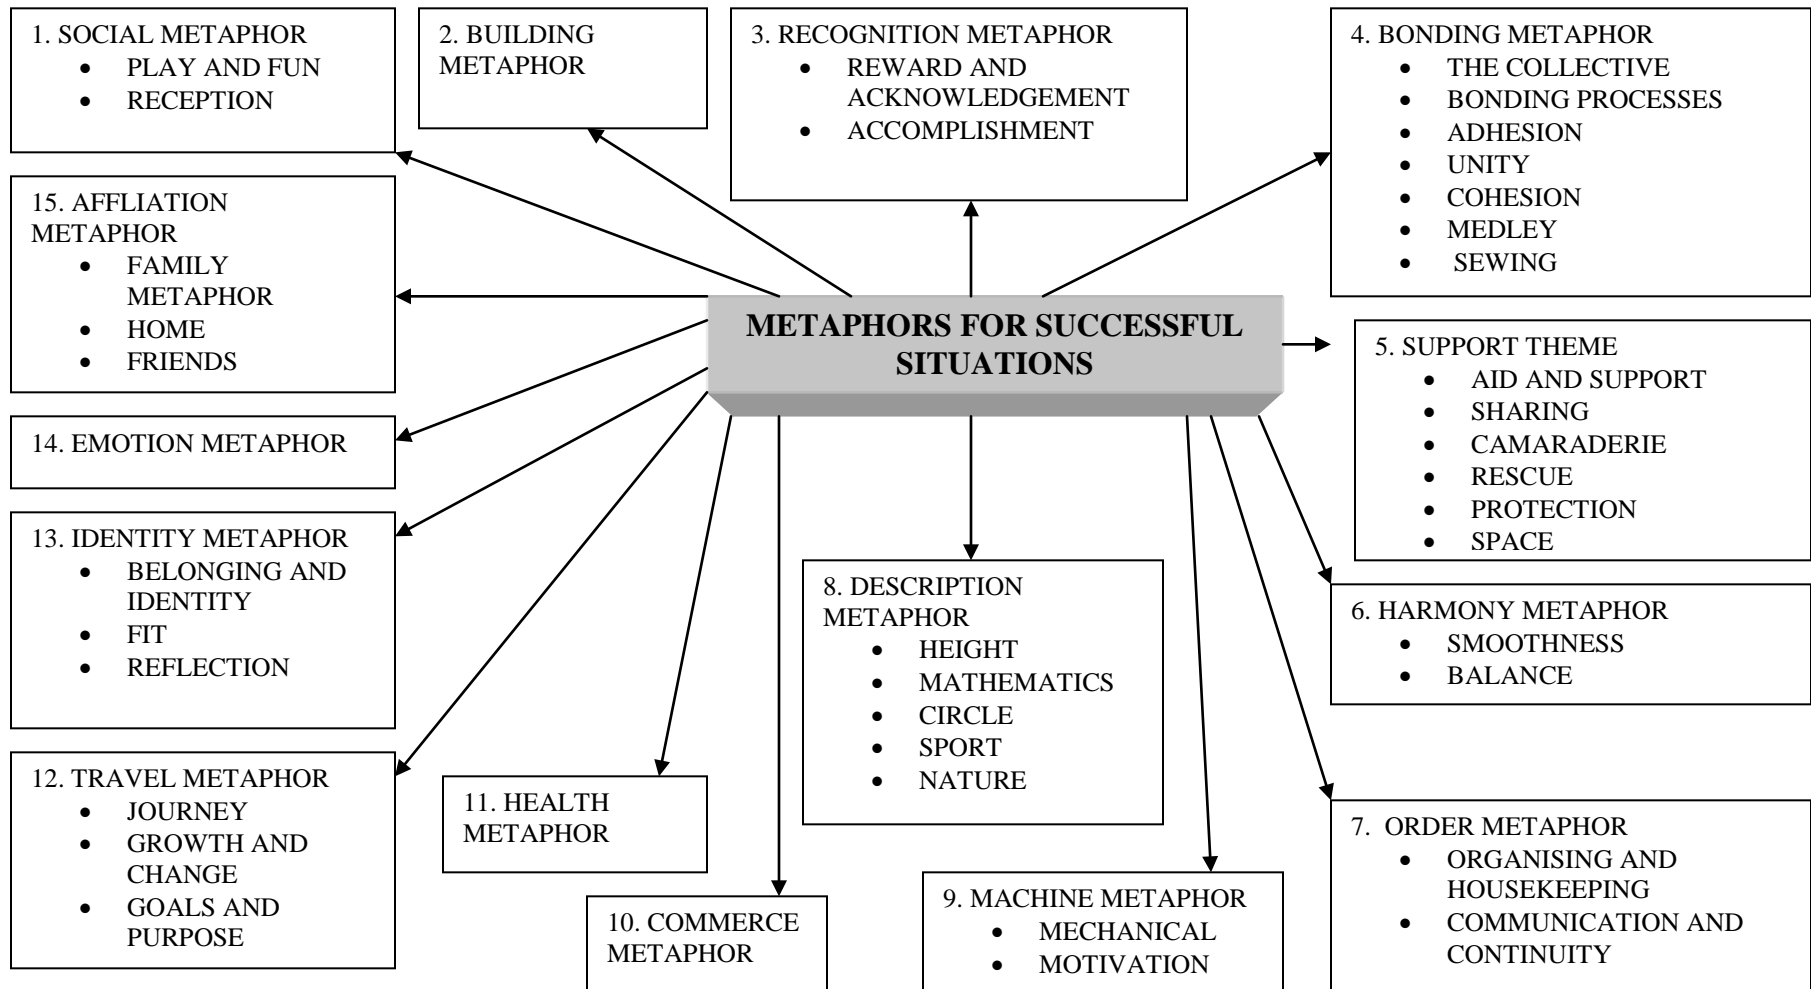 1. SOCIAL METAPHOR
• PLAY AND FUN
• RECEPTION
2. BUILDING
METAPHOR
3. RECOGNITION METAPHOR
• REWARD AND
ACKNOWLEDGEMENT
• ACCOMPLISHMENT
4. BONDING METAPHOR
• THE COLLECTIVE
• BONDING PROCESSES
• ADHESION
• UNITY
• COHESION
• MEDLEY
• SEWING
15. AFFLIATION
METAPHOR
• FAMILY
METAPHOR
• HOME
• FRIENDS
METAPHORS FOR SUCCESSFUL
SITUATIONS
5. SUPPORT THEME
• AID AND SUPPORT
• SHARING
• CAMARADERIE
• RESCUE
• PROTECTION
• SPACE
14. EMOTION METAPHOR
13. IDENTITY METAPHOR
• BELONGING AND
IDENTITY
• FIT
• REFLECTION
8. DESCRIPTION
METAPHOR
• HEIGHT
• MATHEMATICS
• CIRCLE
• SPORT
• NATURE
6. HARMONY METAPHOR
• SMOOTHNESS
• BALANCE
12. TRAVEL METAPHOR
• JOURNEY
• GROWTH AND
CHANGE
• GOALS AND
PURPOSE
11. HEALTH
METAPHOR
10. COMMERCE
METAPHOR
9. MACHINE METAPHOR
• MECHANICAL
• MOTIVATION
7. ORDER METAPHOR
• ORGANISING AND
HOUSEKEEPING
• COMMUNICATION AND
CONTINUITY